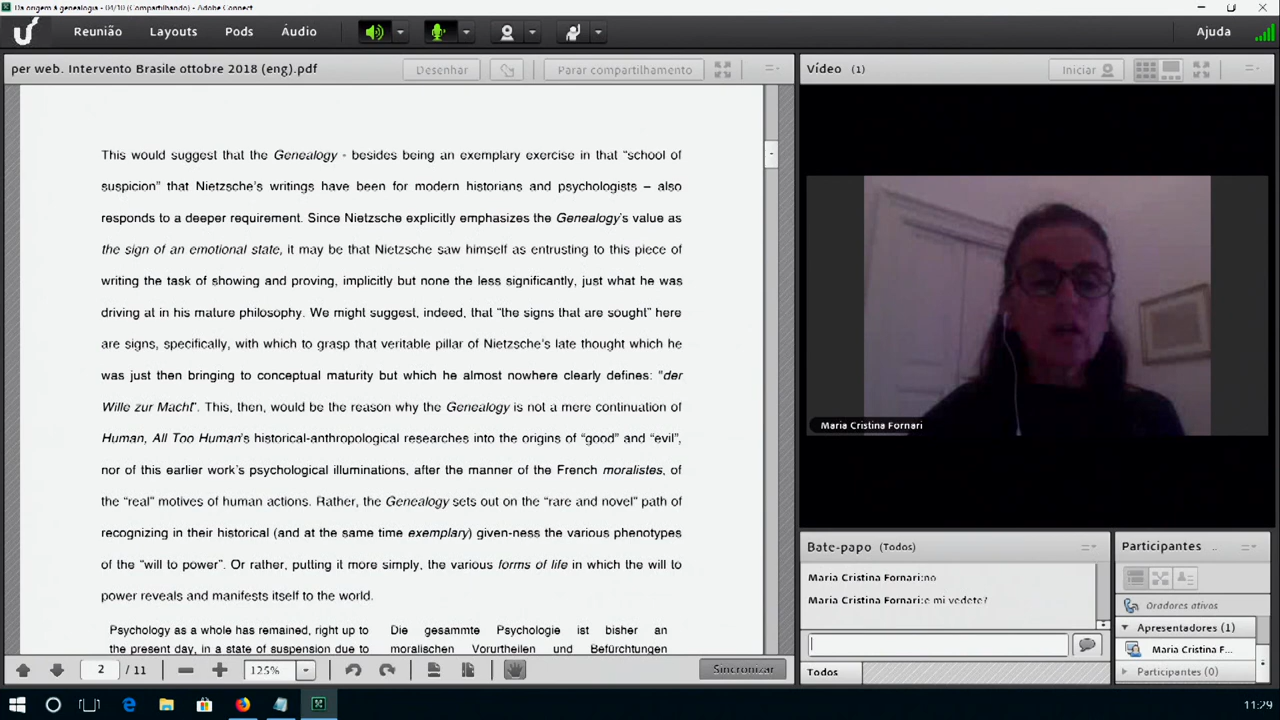 Da origem à genealogia - 04/10 (Compartilhando) - Adobe Connect
Reunião Layouts Pods Áudio Ajuda
per web. Intervento Brasile ottobre 2018 (eng).pdf
Desenhar
Parar compartilhamento
This would suggest that the Genealogy - besides being an exemplary exercise in that “school of
suspicion” that Nietzsche’s writings have been for modern historians and psychologists – also
responds to a deeper requirement. Since Nietzsche explicitly emphasizes the Genealogy’s value as
the sign of an emotional state, it may be that Nietzsche saw himself as entrusting to this piece of
writing the task of showing and proving, implicitly but none the less significantly, just what he was
driving at in his mature philosophy. We might suggest, indeed, that “the signs that are sought” here
are signs, specifically, with which to grasp that veritable pillar of Nietzsche’s late thought which he
was just then bringing to conceptual maturity but which he almost nowhere clearly defines: “der
Wille zur Macht”. This, then, would be the reason why the Genealogy is not a mere continuation of
Human, All Too Human’s historical-anthropological researches into the origins of “good” and “evil”,
nor of this earlier work’s psychological illuminations, after the manner of the French moralistes, of
the “real” motives of human actions. Rather, the Genealogy sets out on the “rare and novel” path of
recognizing in their historical (and at the same time exemplary) given-ness the various phenotypes
of the “will to power”. Or rather, putting it more simply, the various forms of life in which the will to
power reveals and manifests itself to the world.
Psychology as a whole has remained, right up to
the present day, in a state of suspension due to
Die gesammte Psychologie ist bisher an
moralischen Vorurtheilen und Befürchtungen
2 / 11
125%
Sincronizar
Vídeo (1)
Iniciar
Maria Cristina Fornari
Bate-papo (Todos)
Maria Cristina Fornari:no
Maria Cristina Fornari:e mi vedete?
Todos
Participantes ..
Oradores ativos
Apresentadores (1)
Maria Cristina F...
Participantes (0)
11:29